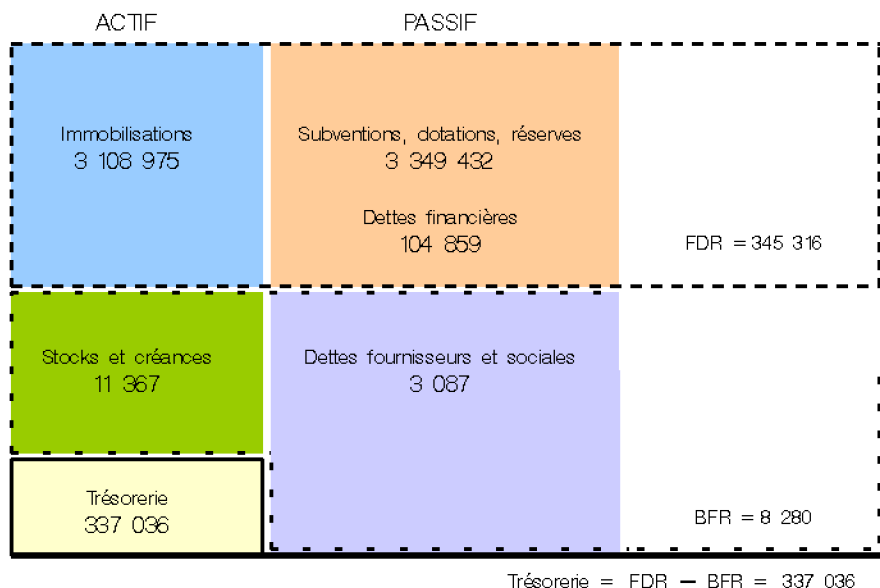 ACTIF
PASSIF
Immobilisations
3 108 975
Subventions, dotations, réserves
3 349 432
Dettes financières
104 859
FDR = 345 316
Stocks et créances
11 367
Dettes fournisseurs et sociales
3 087
Trésorerie
337 036
BFR = 8 280
Trésorerie = FDR – BFR = 337 036